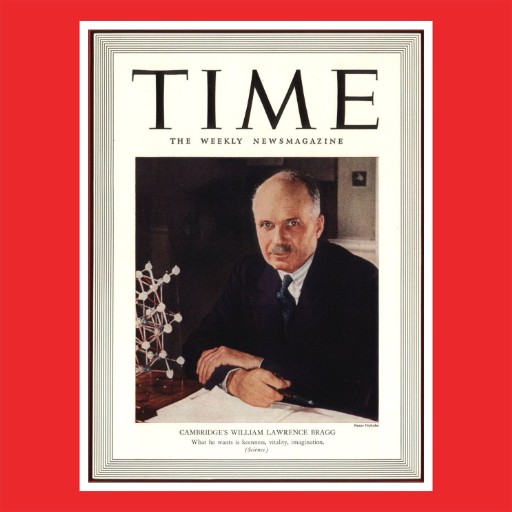 TIME
THE WEEKLY NEWSMAGAZINE
CAMBRIDGE'S WILLIAM LAWRENCE BRAGG
What he wants is keenness, vitality, imagination.
(Science)